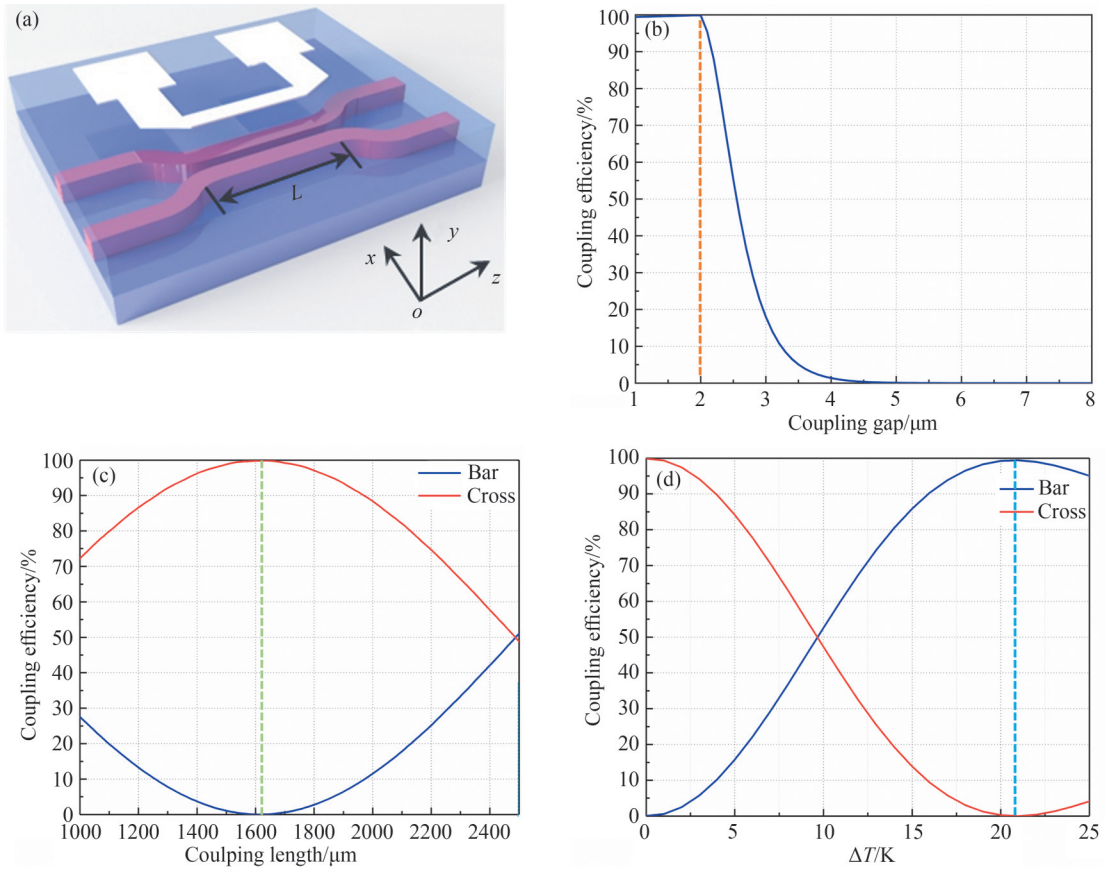 (a)
L
x
y
z
o
(b)
Coupling efficiency/%
100
90
80
70
60
50
40
30
20
10
0
1 2 3 4 5 6 7 8
Coupling gap/μm
(c)
Bar
Cross
Coupling efficiency/%
100
90
80
70
60
50
40
30
20
10
0
1000 1200 1400 1600 1800 2000 2200 2400
Coulping length/μm
(d)
Bar
Cross
Coupling efficiency/%
100
90
80
70
60
50
40
30
20
10
0
0 5 10 15 20 25
ΔT/K